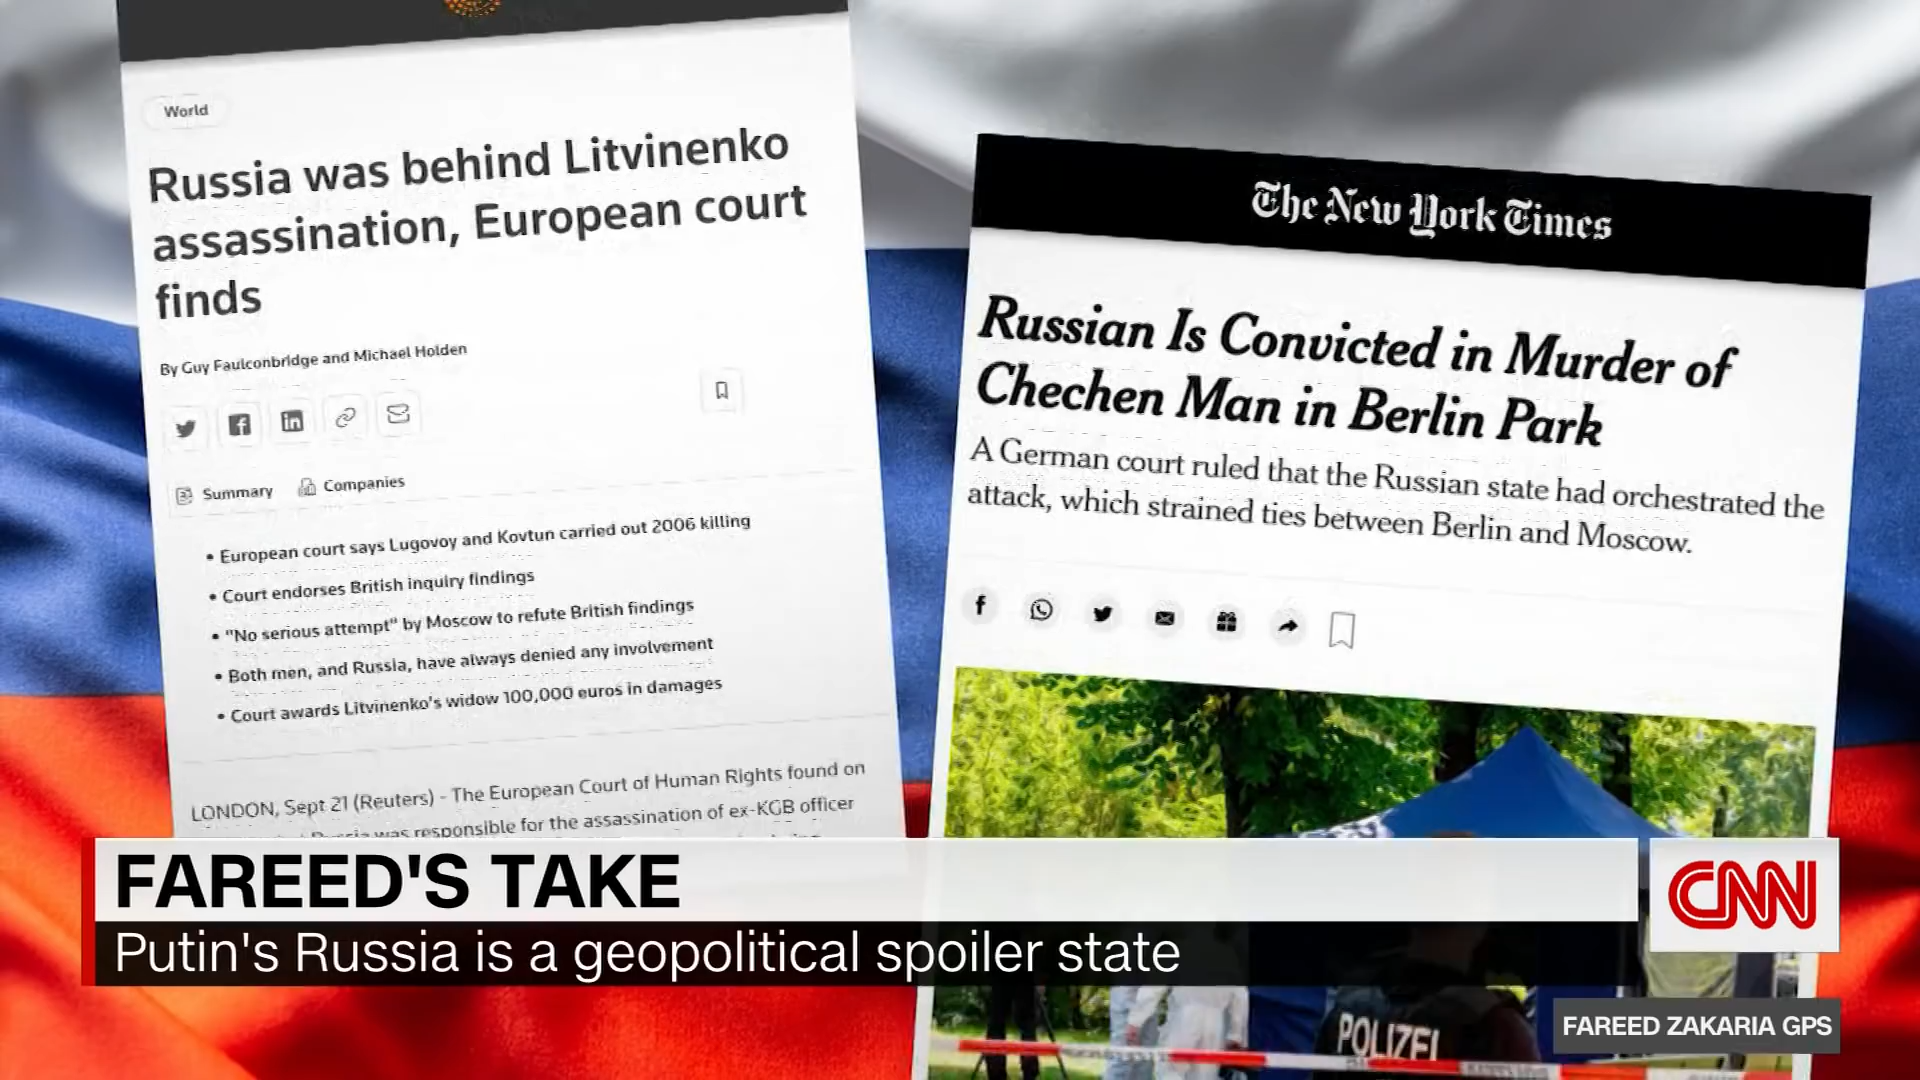 World
Russia was behind Litvinenko
assassination, European court
finds
By Guy Faulconbridge and Michael Holden
Summary
Companies
• European court says Lugovoy and Kovtun carried out 2006 killing
• Court endorses British inquiry findings
• "No serious attempt" by Moscow to refute British findings
• Both men, and Russia, have always denied any involvement
• Court awards Litvinenko's widow 100,000 euros in damages
LONDON, Sept 21 (Reuters) - The European Court of Human Rights found on
Russia was responsible for the assassination of ex-KGB officer
The New York Times
Russian Is Convicted in Murder of
Chechen Man in Berlin Park
A German court ruled that the Russian state had orchestrated the
attack, which strained ties between Berlin and Moscow.
POLIZEI
FAREED'S TAKE
Putin's Russia is a geopolitical spoiler state
CNN
FAREED ZAKARIA GPS